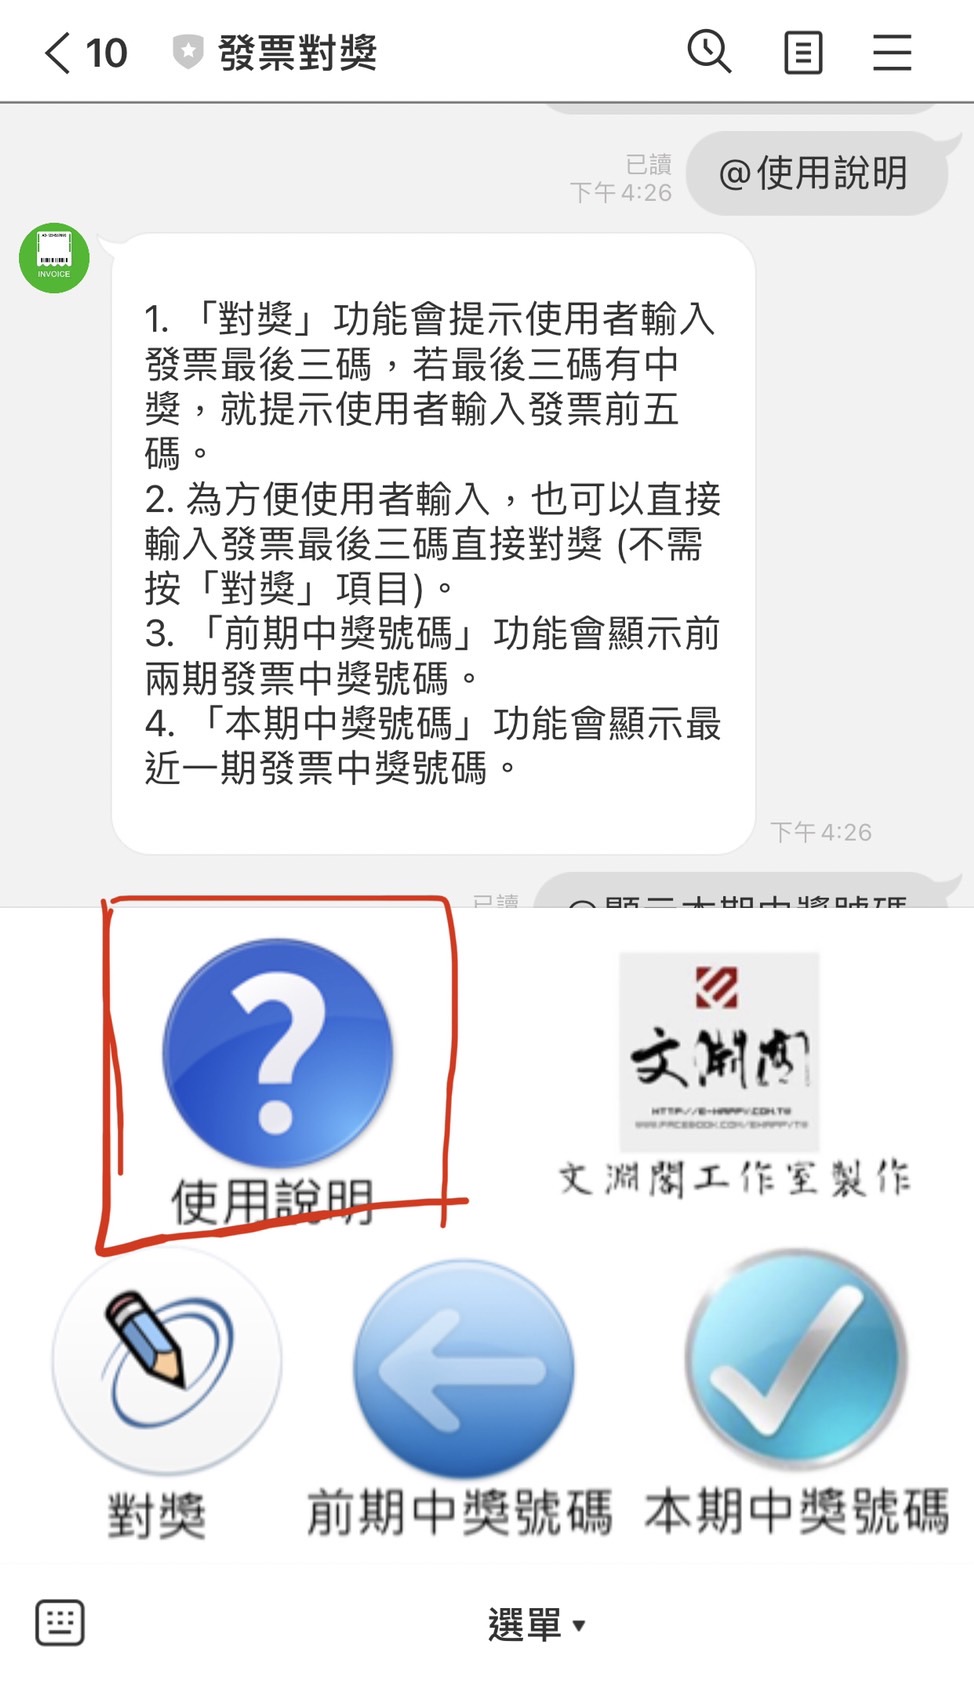 10 發票對獎
已讀
下午 4:26
@使用說明
INVOICE
1. 「對獎」功能會提示使用者輸入
發票最後三碼，若最後三碼有中
獎，就提示使用者輸入發票前五
碼。
2. 為方便使用者輸入，也可以直接
輸入發票最後三碼直接對獎 (不需
按「對獎」項目)。
3. 「前期中獎號碼」功能會顯示前
兩期發票中獎號碼。
4. 「本期中獎號碼」功能會顯示最
近一期發票中獎號碼。
下午 4:26
已讀
@顯示本期中獎號碼
文淵閣
HTTP://E-HAPPY.COM.TW
WWW.FACEBOOK.COM/EHAPPYTW
使用說明
文淵閣工作室製作
對獎
前期中獎號碼
本期中獎號碼
選單